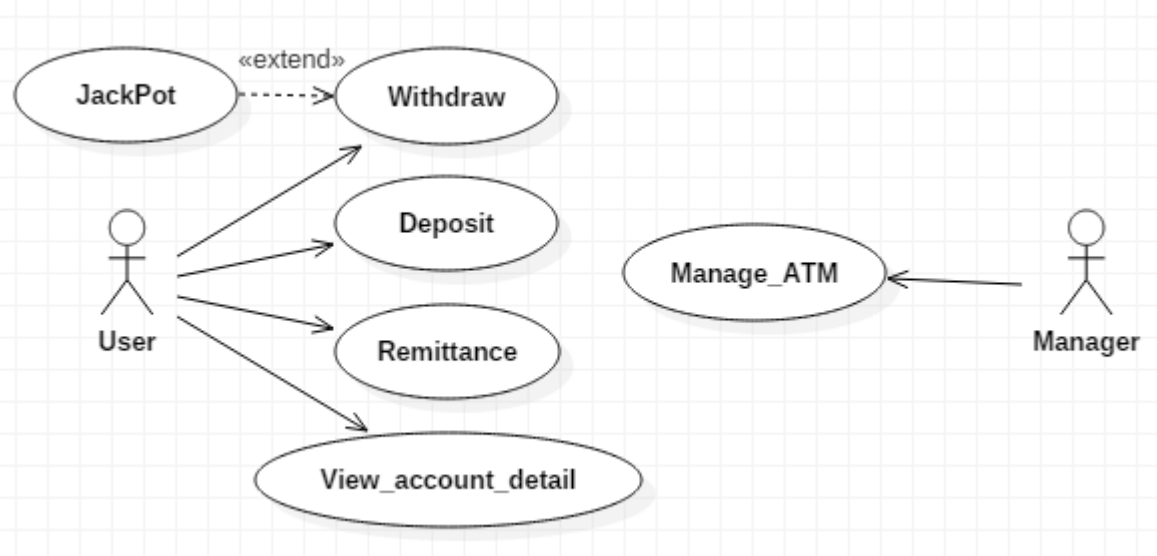 «extend»
JackPot
Withdraw
Deposit
Manage_ATM
User
Remittance
Manager
View_account_detail